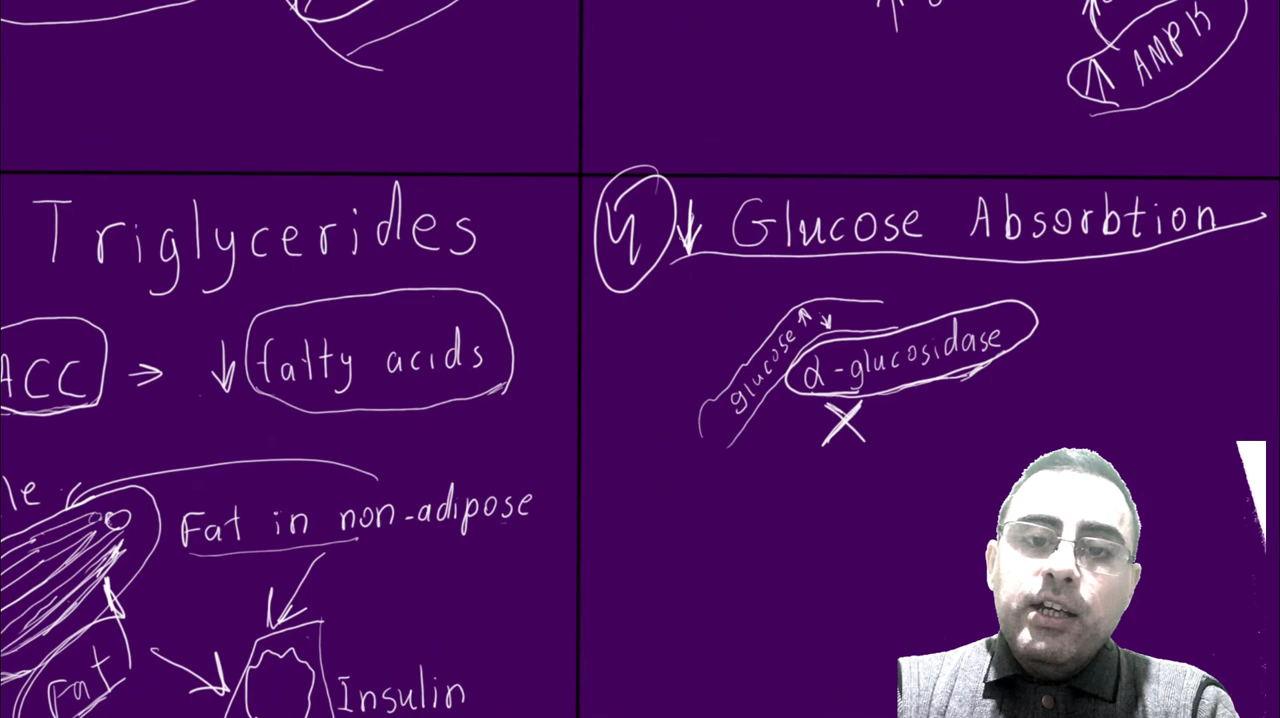 ↑ AMPK
Triglycerides
ACC → ↓ fatty acids
le
Fat in non-adipose
Fat
Insulin
4 ↓ Glucose Absorbtion
glucose ↑ ↓
α-glucosidase
X